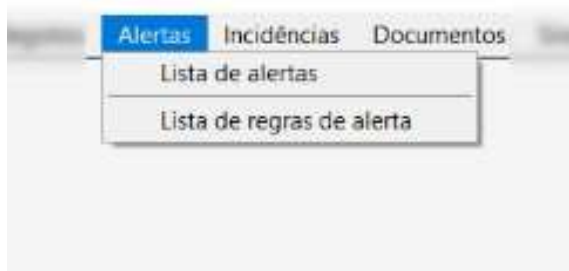 Alertas Incidências Documentos
Lista de alertas
Lista de regras de alerta